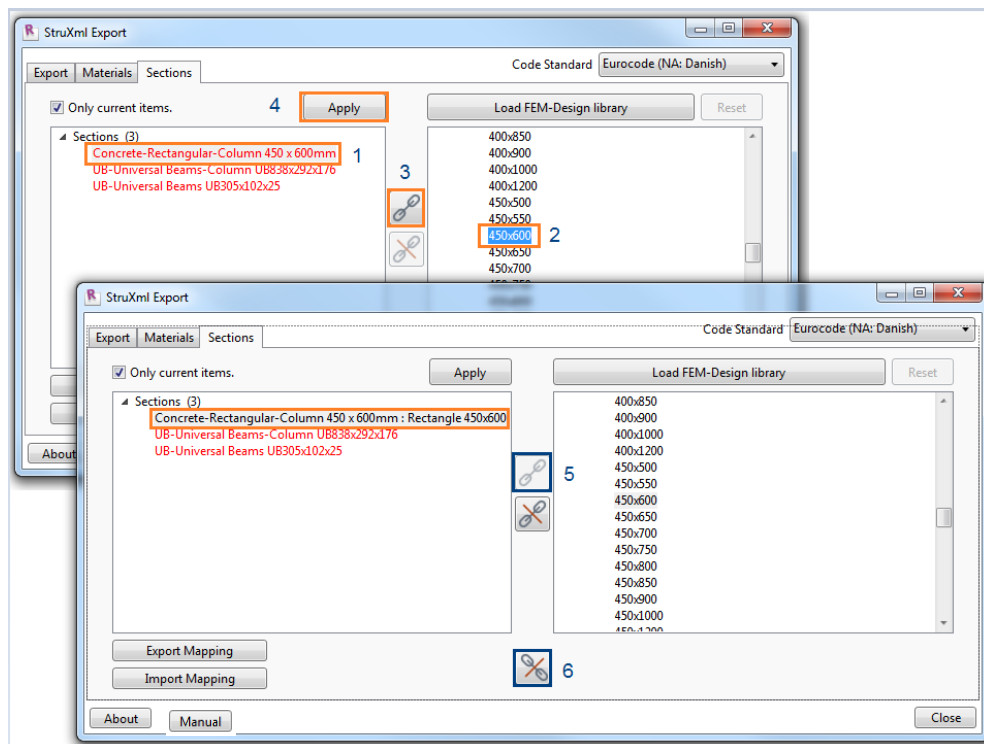 StruXml Export
Export Materials Sections
Code Standard Eurocode (NA: Danish)
Only current items. 4 Apply Load FEM-Design library Reset
Sections (3)
Concrete-Rectangular-Column 450 x 600mm 1
UB-Universal Beams-Column UB838x292x176
UB-Universal Beams UB305x102x25
3
400x850
400x900
400x1000
400x1200
450x500
450x550
450x600 2
450x650
450x700
About
StruXml Export
Export Materials Sections
Code Standard Eurocode (NA: Danish)
Only current items. Apply Load FEM-Design library Reset
Sections (3)
Concrete-Rectangular-Column 450 x 600mm : Rectangle 450x600
UB-Universal Beams-Column UB838x292x176
UB-Universal Beams UB305x102x25
5
400x850
400x900
400x1000
400x1200
450x500
450x550
450x600
450x650
450x700
450x750
450x800
450x850
450x900
450x1000
450x1200
Export Mapping
Import Mapping
6
About Manual Close